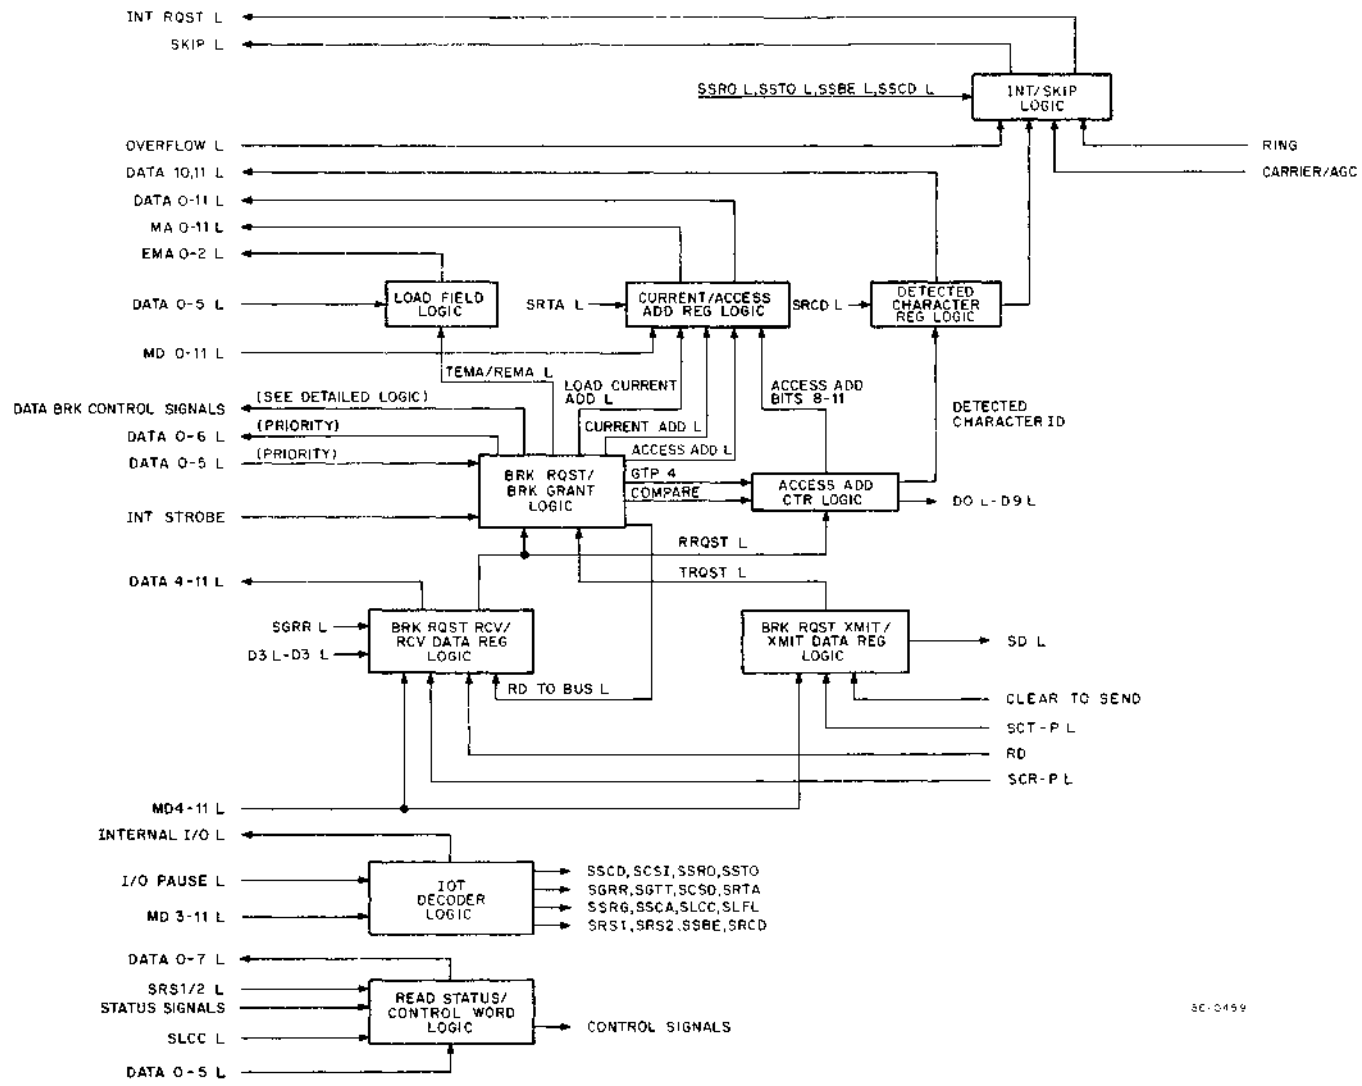 INT RQST L
SKIP L
SSRO L,SSTO L,SSBE L,SSCD L
INT/SKIP
LOGIC
OVERFLOW L
RING
DATA 10,11 L
CARRIER/AGC
DATA 0-11 L
MA 0-11 L
EMA 0-2 L
DATA 0-5 L
LOAD FIELD
LOGIC
SRTA L
CURRENT/ACCESS
ADD REG LOGIC
SRCD L
DETECTED
CHARACTER
REG LOGIC
MD 0-11 L
TEMA/REMA L
LOAD CURRENT
ADD L
ACCESS ADD
BITS 8-11
DETECTED
CHARACTER ID
DATA BRK CONTROL SIGNALS
(SEE DETAILED LOGIC)
DATA 0-6 L
(PRIORITY)
CURRENT ADD L
DATA 0-5 L
(PRIORITY)
ACCESS ADD L
BRK RQST/
BRK GRANT
LOGIC
GTP 4
COMPARE
ACCESS ADD
CTR LOGIC
D0 L-D9 L
INT STROBE
RRQST L
TRQST L
DATA 4-11 L
SGRR L
D3 L-D3 L
BRK RQST RCV/
RCV DATA REG
LOGIC
BRK RQST XMIT/
XMIT DATA REG
LOGIC
SD L
RD TO BUS L
CLEAR TO SEND
SCT-P L
RD
SCR-P L
MD4-11 L
INTERNAL I/O L
I/O PAUSE L
MD 3-11 L
IOT
DECODER
LOGIC
SSCD,SCSI,SSRO,SSTO
SGRR,SGTT,SCSD,SRTA
SSRG,SSCA,SLCC,SLFL
SRS1,SRS2.SSBE,SRCD
DATA 0-7 L
SRS1/2 L
STATUS SIGNALS
SLCC L
DATA 0-5 L
READ STATUS/
CONTROL WORD
LOGIC
CONTROL SIGNALS
8E-0459